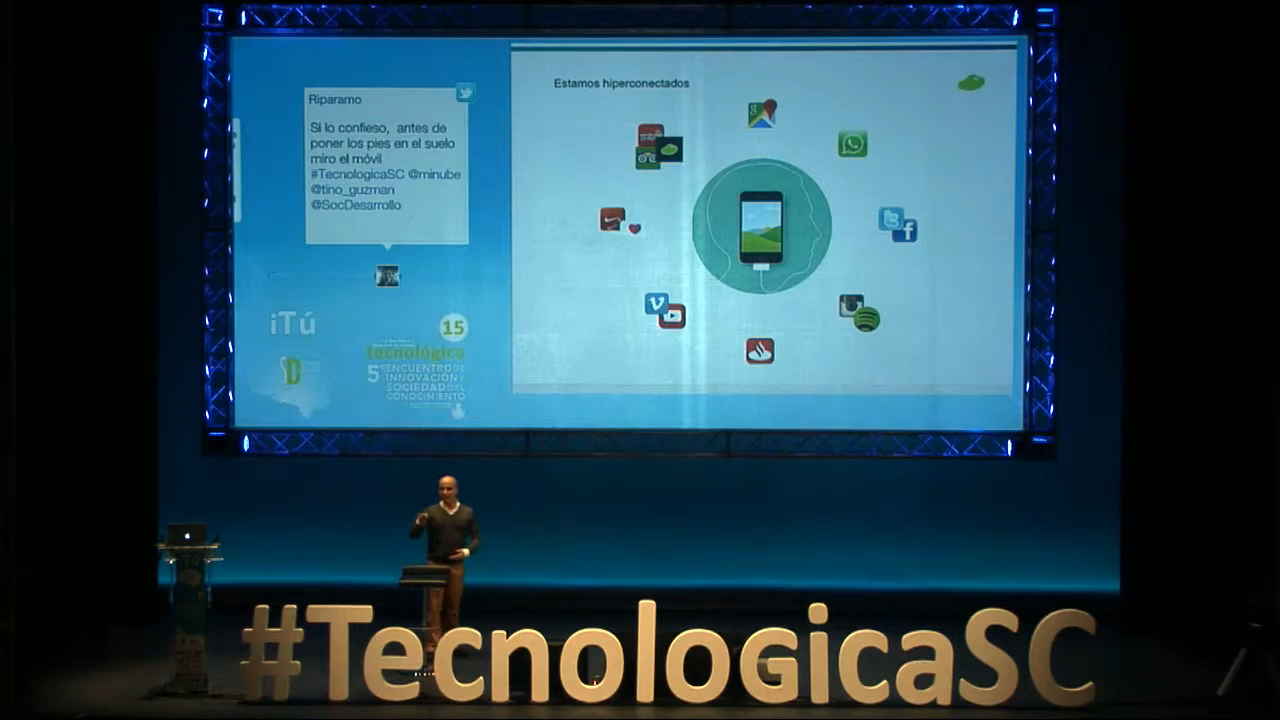 Riparamo
Si lo confieso, antes de
poner los pies en el suelo
miro el móvil
#TecnologicaSC @minube
@tino_guzman
@SocDesarrollo
iTú
15
tecnológica
5 ENCUENTRO DE
INNOVACIÓN Y
SOCIEDAD DEL
CONOCIMIENTO
Estamos hiperconectados
#TecnologicaSC